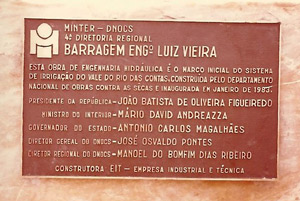 MINTER-DNOCS
4ª DIRETORIA REGIONAL
BARRAGEM ENGº LUIZ VIEIRA
ESTA OBRA DE ENGENHARIA HIDRÁULICA É O MARCO INICIAL DO SISTEMA
DE IRRIGAÇÃO DO VALE DO RIO DAS CONTAS, CONSTRUIDA PELO DEPARTAMENTO
NACIONAL DE OBRAS CONTRA AS SECAS E INAUGURADA EM JANEIRO DE 1983.
PRESIDENTE DA REPÚBLICA-JOÃO BATISTA DE OLIVEIRA FIGUEIREDO
MINISTRO DO INTERIOR-MÁRIO DAVID ANDREAZZA
GOVERNADOR DO ESTADO-ANTONIO CARLOS MAGALHÃES
DIRETOR GERAL DO DNOCS-JOSÉ OSVALDO PONTES
DIRETOR REGIONAL DO DNOCS-MANOEL DO BOMFIM DIAS RIBEIRO
CONSTRUTORA EIT-EMPRESA INDUSTRIAL E TÉCNICA